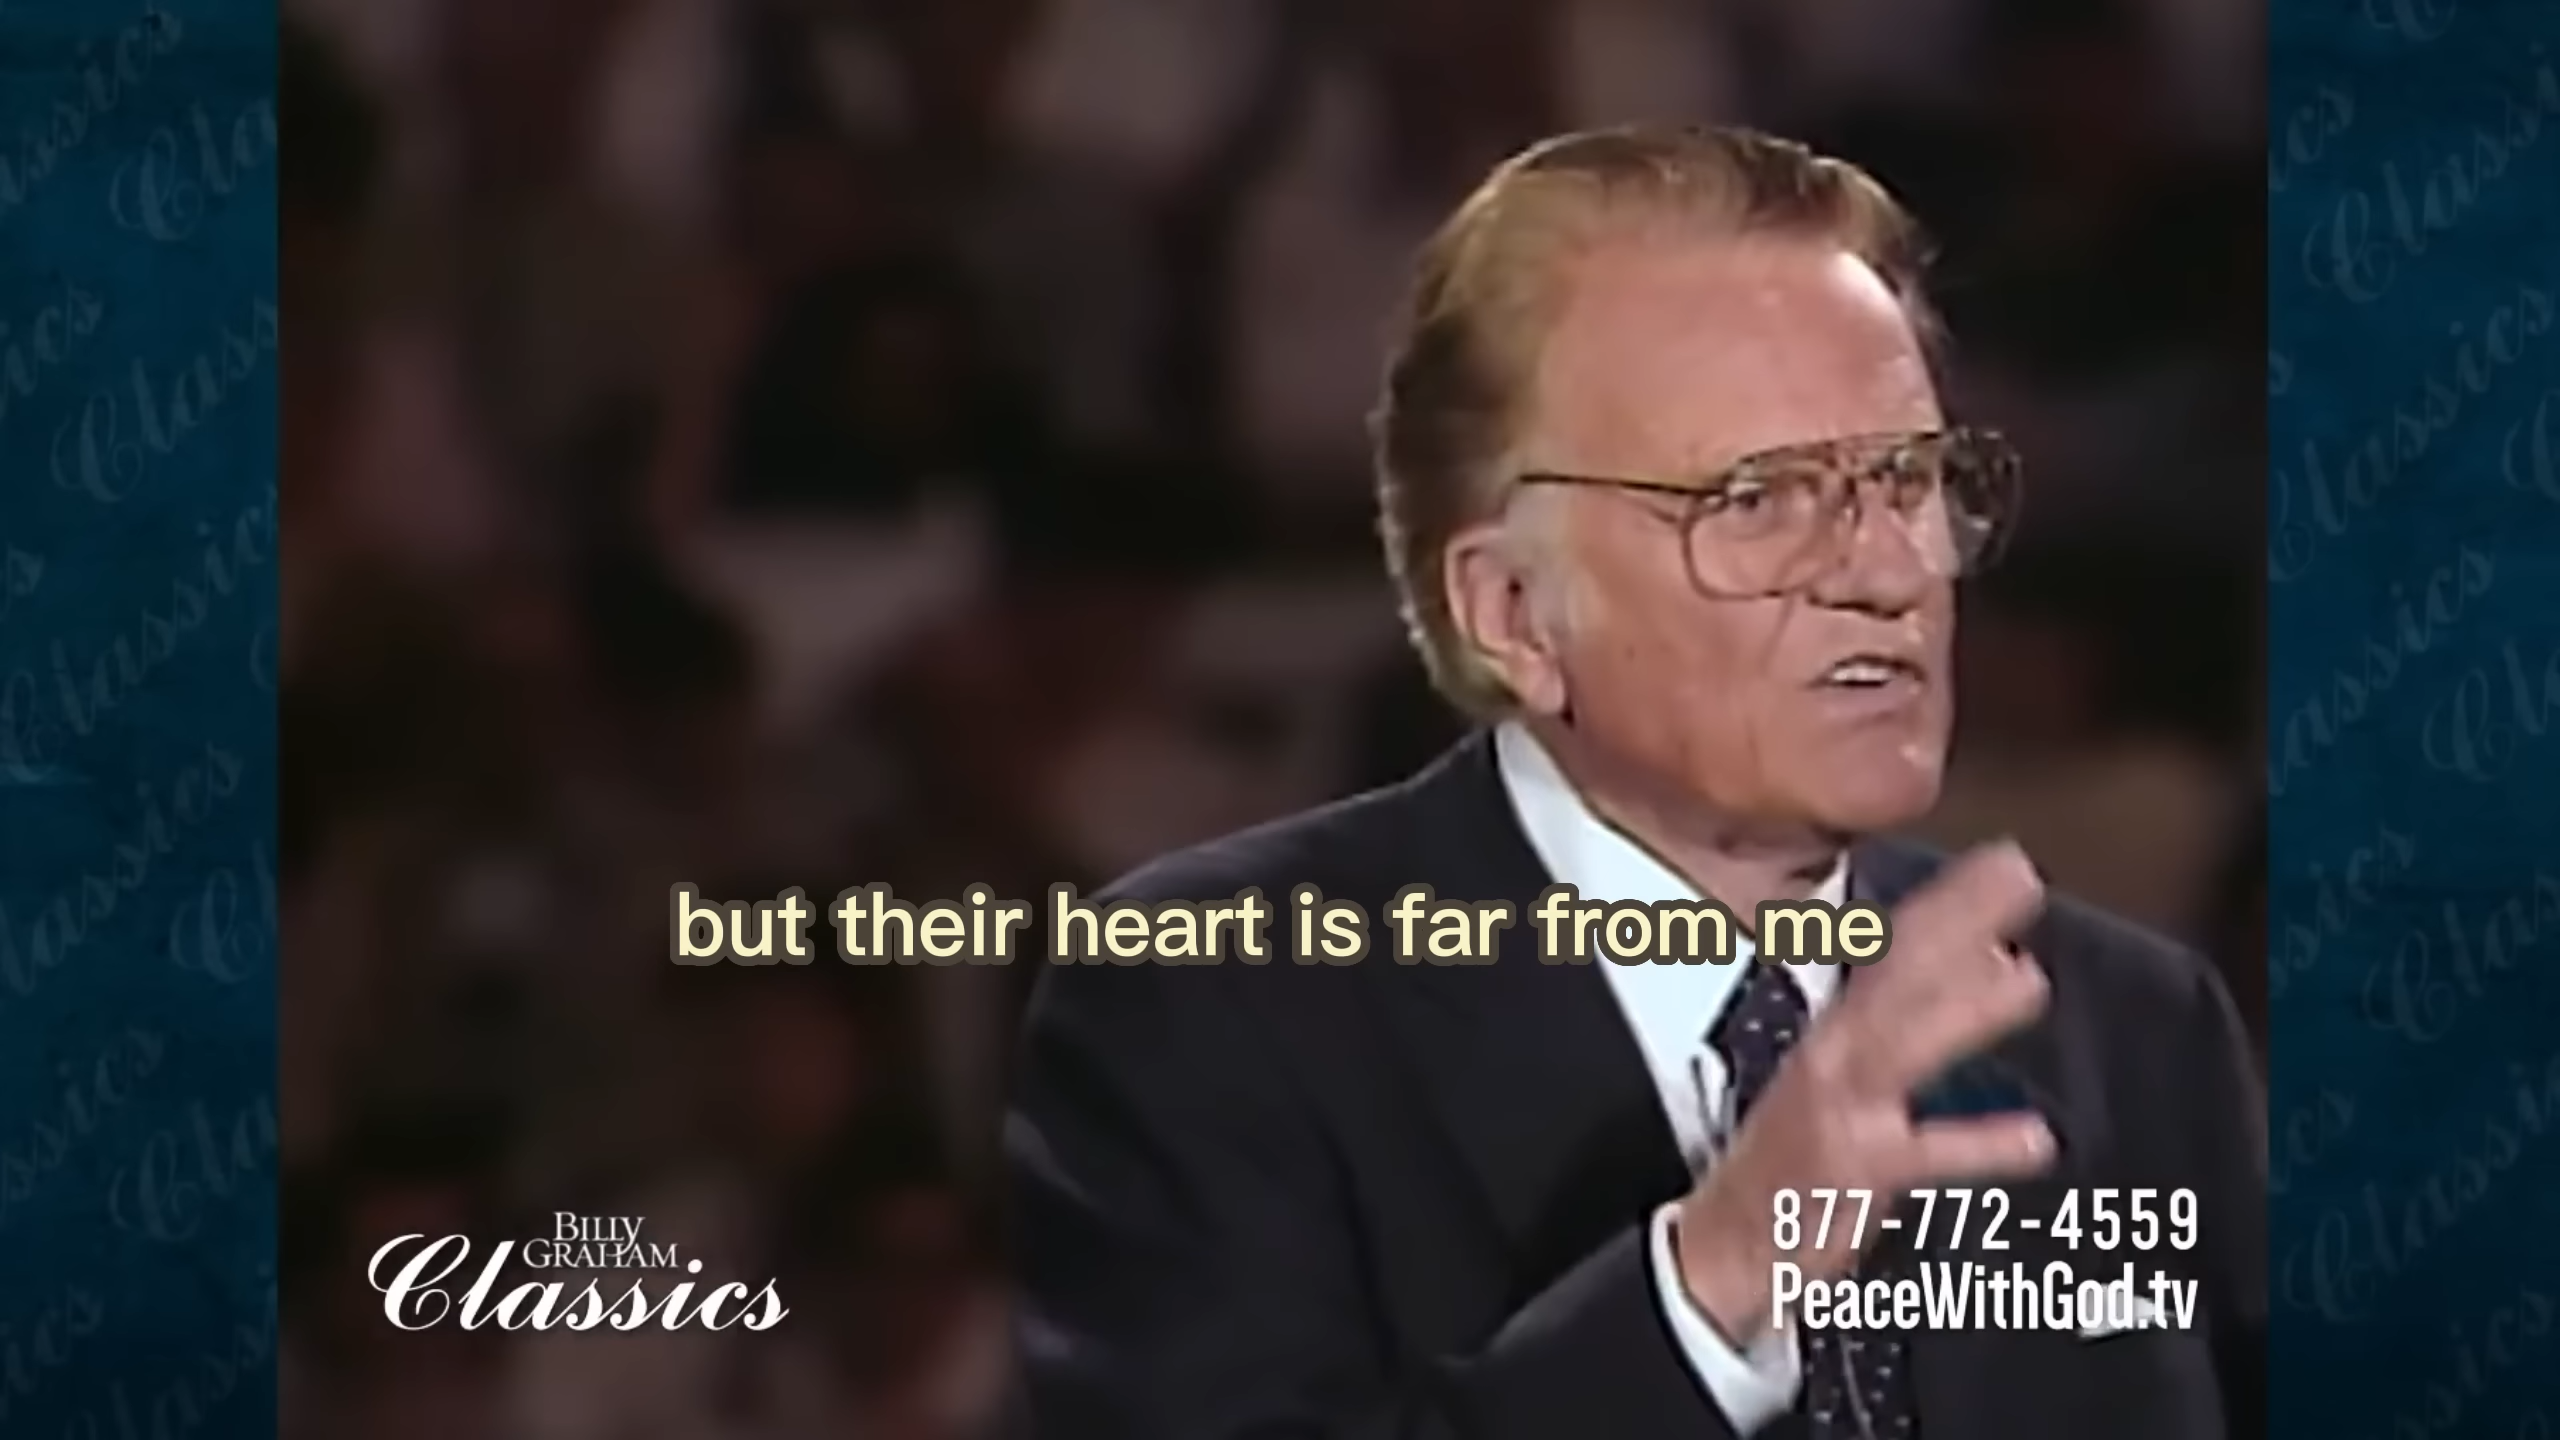 but their heart is far from me
BILLY
GRAHAM
Classics
877-772-4559
PeaceWithGod.tv